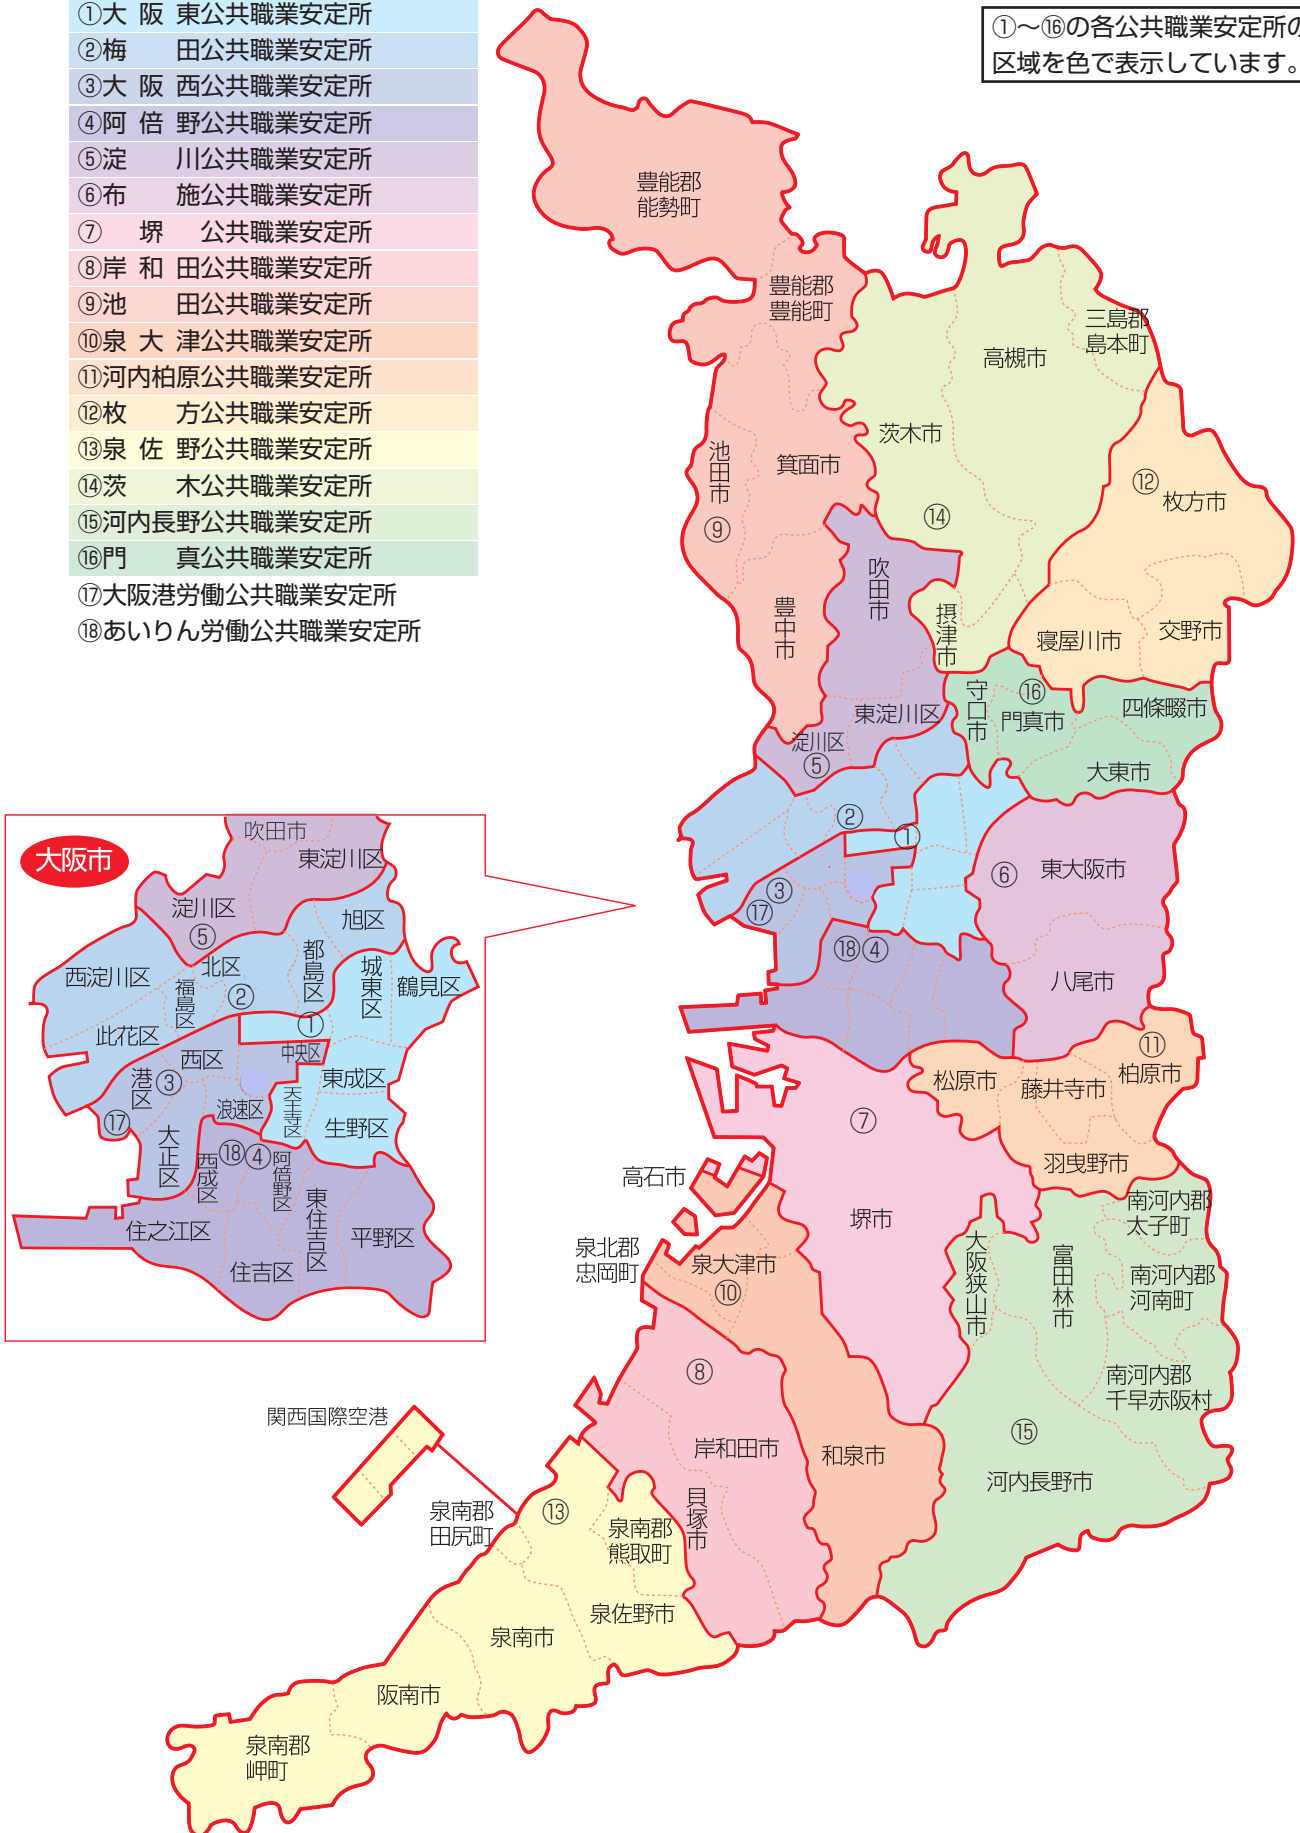 ①大阪東公共職業安定所
②梅田公共職業安定所
③大阪西公共職業安定所
④阿倍野公共職業安定所
⑤淀川公共職業安定所
⑥布施公共職業安定所
⑦堺公共職業安定所
⑧岸和田公共職業安定所
⑨池田公共職業安定所
⑩泉大津公共職業安定所
⑪河内柏原公共職業安定所
⑫枚方公共職業安定所
⑬泉佐野公共職業安定所
⑭茨木公共職業安定所
⑮河内長野公共職業安定所
⑯門真公共職業安定所
⑰大阪港労働公共職業安定所
⑱あいりん労働公共職業安定所
①〜⑯の各公共職業安定所の
区域を色で表示しています。
豊能郡
能勢町
豊能郡
豊能町
三島郡
島本町
高槻市
茨木市
⑭
池田市
⑨
箕面市
⑫
枚方市
吹田市
豊中市
摂津市
寝屋川市
交野市
守口市
⑯
門真市
四條畷市
大東市
東淀川区
淀川区
⑤
②
①
③
⑰
⑱④
⑥
東大阪市
八尾市
⑪
柏原市
松原市
藤井寺市
羽曳野市
⑦
堺市
高石市
泉北郡
忠岡町
泉大津市
⑩
和泉市
大阪狭山市
富田林市
南河内郡
太子町
南河内郡
河南町
南河内郡
千早赤阪村
⑮
河内長野市
⑧
岸和田市
貝塚市
関西国際空港
泉南郡
田尻町
⑬
泉南郡
熊取町
泉佐野市
泉南市
阪南市
泉南郡
岬町
大阪市
吹田市
東淀川区
淀川区
⑤
旭区
西淀川区
北区
②
都島区
城東区
鶴見区
福島区
此花区
①
中央区
西区
港区
③
東成区
浪速区
天王寺区
生野区
⑰
大正区
⑱④
西成区
阿倍野区
東住吉区
住之江区
住吉区
平野区